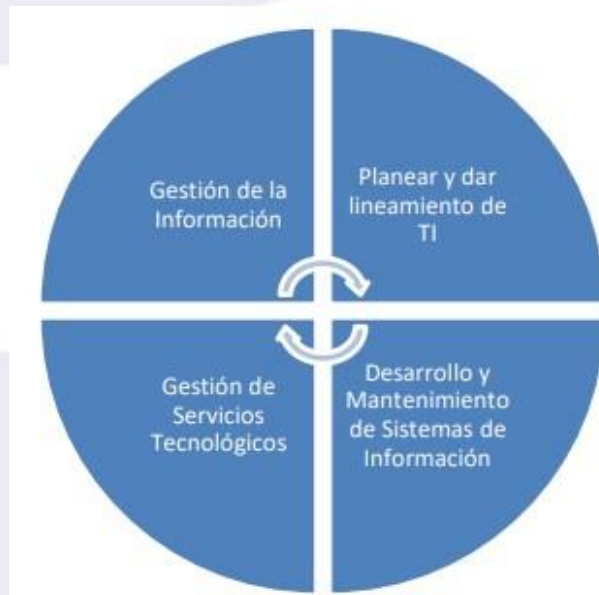 Gestión de la
Información
Planear y dar
lineamiento de
TI
Gestión de
Servicios
Tecnológicos
Desarrollo y
Mantenimiento
de Sistemas de
Información